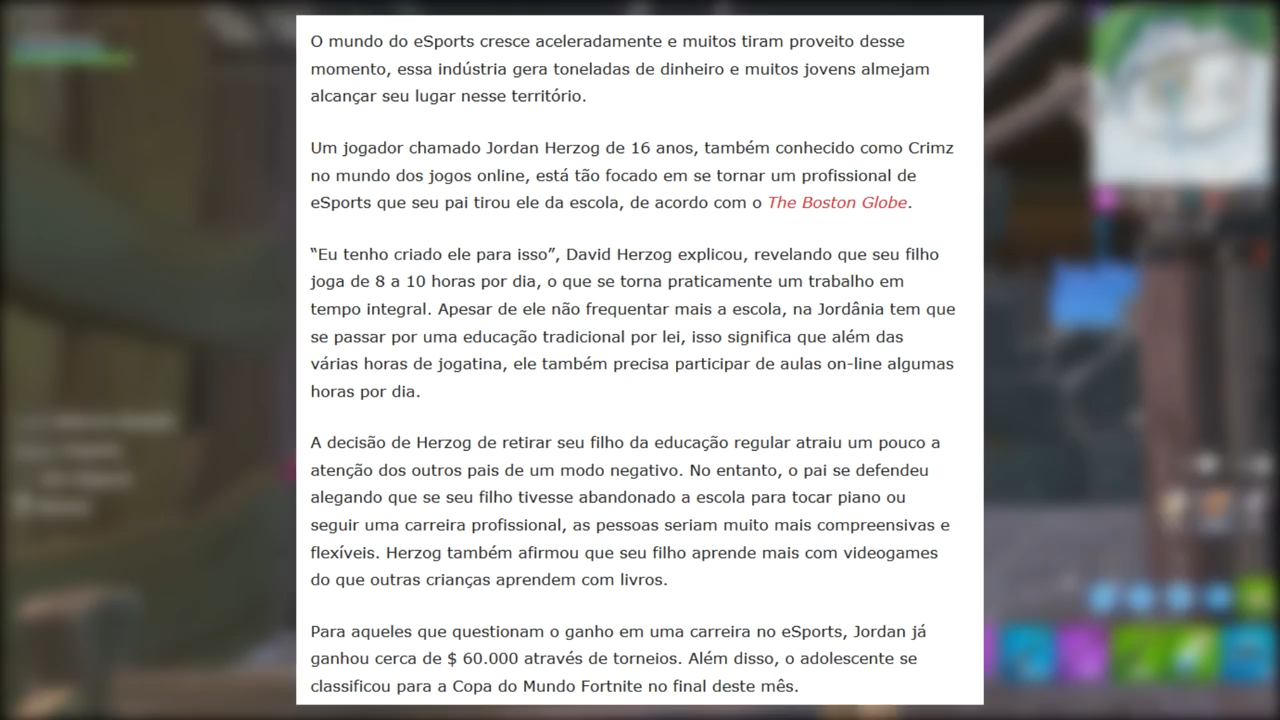 O mundo do eSports cresce aceleradamente e muitos tiram proveito desse
momento, essa indústria gera toneladas de dinheiro e muitos jovens almejam
alcançar seu lugar nesse território.
Um jogador chamado Jordan Herzog de 16 anos, também conhecido como Crimz
no mundo dos jogos online, está tão focado em se tornar um profissional de
eSports que seu pai tirou ele da escola, de acordo com o The Boston Globe.
“Eu tenho criado ele para isso”, David Herzog explicou, revelando que seu filho
joga de 8 a 10 horas por dia, o que se torna praticamente um trabalho em
tempo integral. Apesar de ele não frequentar mais a escola, na Jordânia tem que
se passar por uma educação tradicional por lei, isso significa que além das
várias horas de jogatina, ele também precisa participar de aulas on-line algumas
horas por dia.
A decisão de Herzog de retirar seu filho da educação regular atraiu um pouco a
atenção dos outros pais de um modo negativo. No entanto, o pai se defendeu
alegando que se seu filho tivesse abandonado a escola para tocar piano ou
seguir uma carreira profissional, as pessoas seriam muito mais compreensivas e
flexíveis. Herzog também afirmou que seu filho aprende mais com videogames
do que outras crianças aprendem com livros.
Para aqueles que questionam o ganho em uma carreira no eSports, Jordan já
ganhou cerca de $ 60.000 através de torneios. Além disso, o adolescente se
classificou para a Copa do Mundo Fortnite no final deste mês.